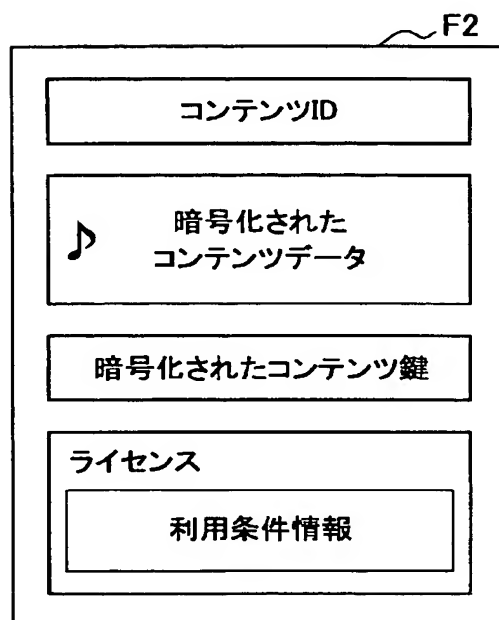 F2
コンテンツID
暗号化された
コンテンツデータ
暗号化されたコンテンツ鍵
ライセンス
利用条件情報